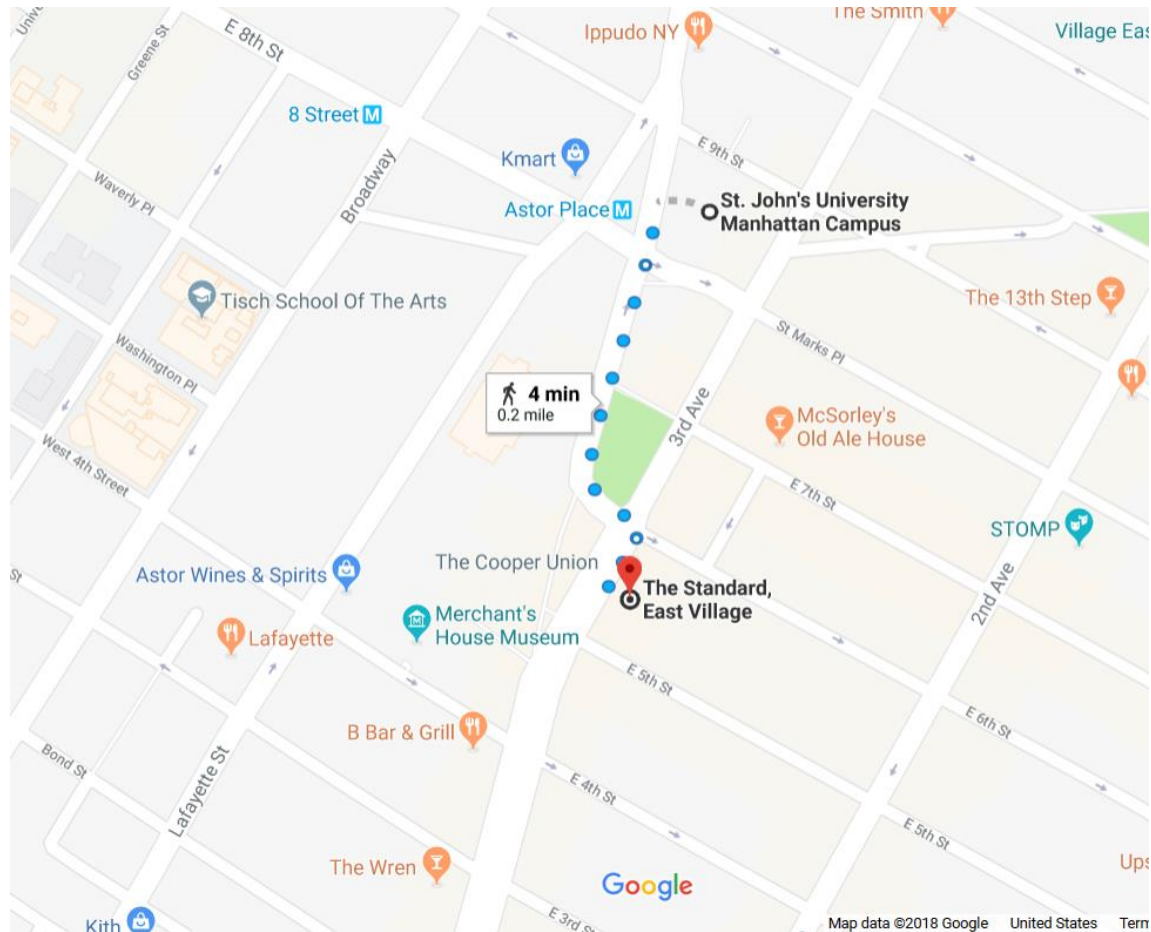 Univer
Greene St
E 8th St
Ippudo NY
The Smith
Village Eas
8 Street M
Kmart
Broadway
E 9th St
Waverly Pl
Astor Place M
St. John's University
Manhattan Campus
Tisch School Of The Arts
The 13th Step
St Marks Pl
Washington Pl
4 min
0.2 mile
3rd Ave
McSorley's
Old Ale House
West 4th Street
E 7th St
STOMP
The Cooper Union
St
Astor Wines & Spirits
The Standard,
East Village
2nd Ave
Merchant's
House Museum
Lafayette
E 5th St
E 6th St
B Bar & Grill
Bond St
Lafayette St
E 4th St
E 5th St
The Wren
Ups
Google
Kith
E 3rd St
Map data ©2018 Google United States Term